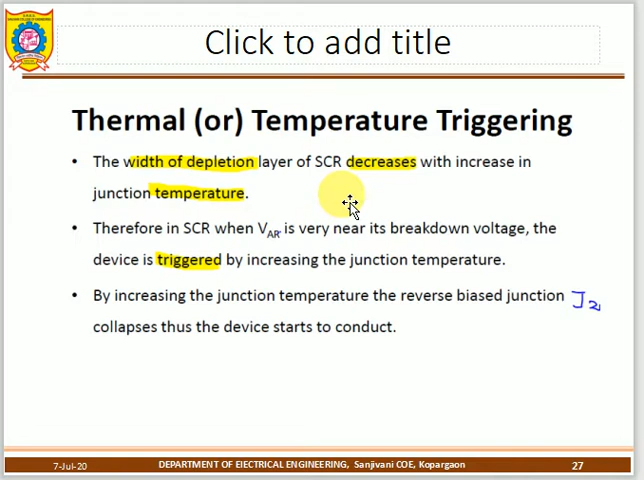 Click to add title
Thermal (or) Temperature Triggering
• The width of depletion layer of SCR decreases with increase in
junction temperature.
• Therefore in SCR when VAR is very near its breakdown voltage, the
device is triggered by increasing the junction temperature.
• By increasing the junction temperature the reverse biased junction J2
collapses thus the device starts to conduct.
7-Jul-20 DEPARTMENT OF ELECTRICAL ENGINEERING, Sanjivani COE, Kopargaon 27